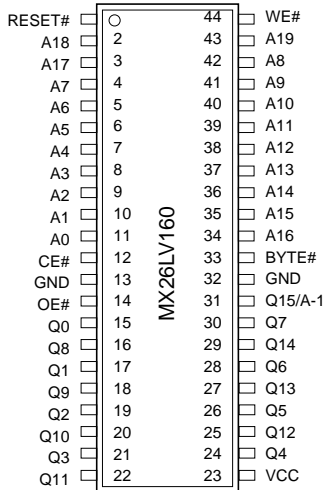 RESET# 44 WE#
A18 2 43 A19
A17 3 42 A8
A7 4 41 A9
A6 5 40 A10
A5 6 39 A11
A4 7 38 A12
A3 8 37 A13
A2 9 36 A14
A1 10 35 A15
A0 11 34 A16
CE# 12 33 BYTE#
GND 13 32 GND
OE# 14 31 Q15/A-1
Q0 15 30 Q7
Q8 16 29 Q14
Q1 17 28 Q6
Q9 18 27 Q13
Q2 19 26 Q5
Q10 20 25 Q12
Q3 21 24 Q4
Q11 22 23 VCC
MX26LV160